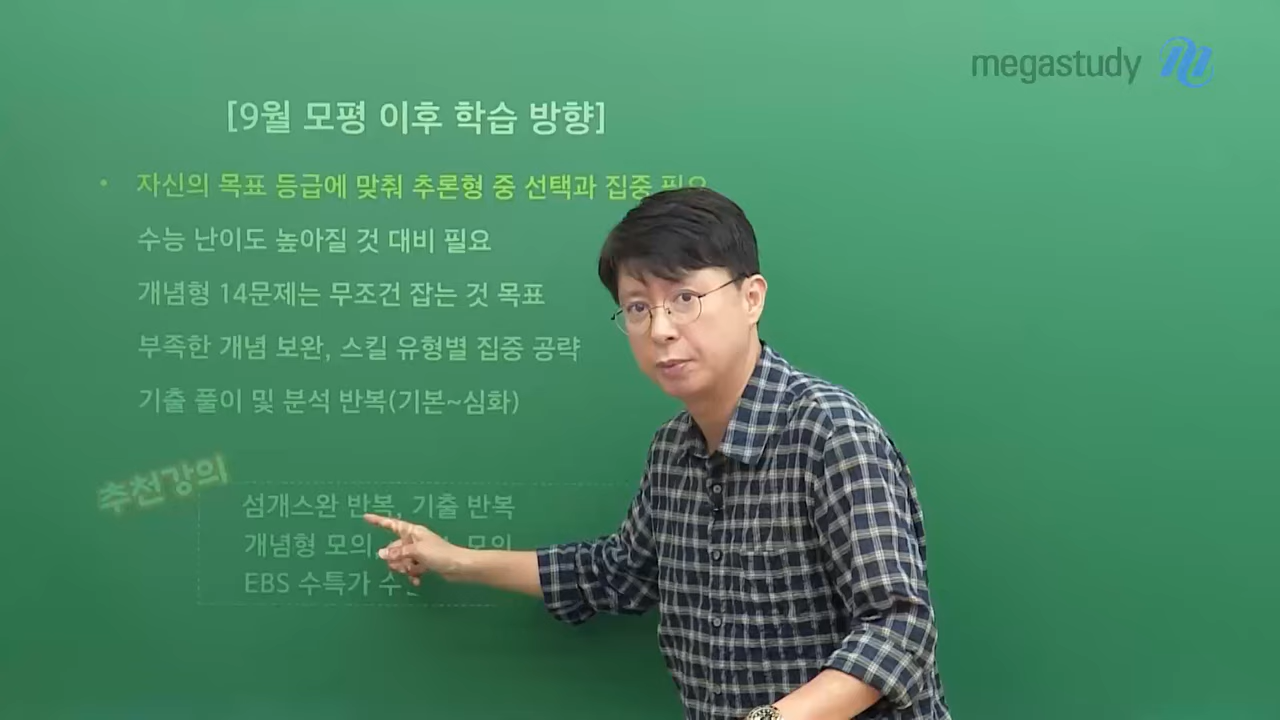 megastudy
[9월 모평 이후 학습 방향]
• 자신의 목표 등급에 맞춰 추론형 중 선택과 집중 필요
수능 난이도 높아질 것 대비 필요
개념형 14문제는 무조건 잡는 것 목표
부족한 개념 보완, 스킬 유형별 집중 공략
기출 풀이 및 분석 반복(기본~심화)
추천강의
섬개스완 반복, 기출 반복
개념형 모의, 모의
EBS 수특가